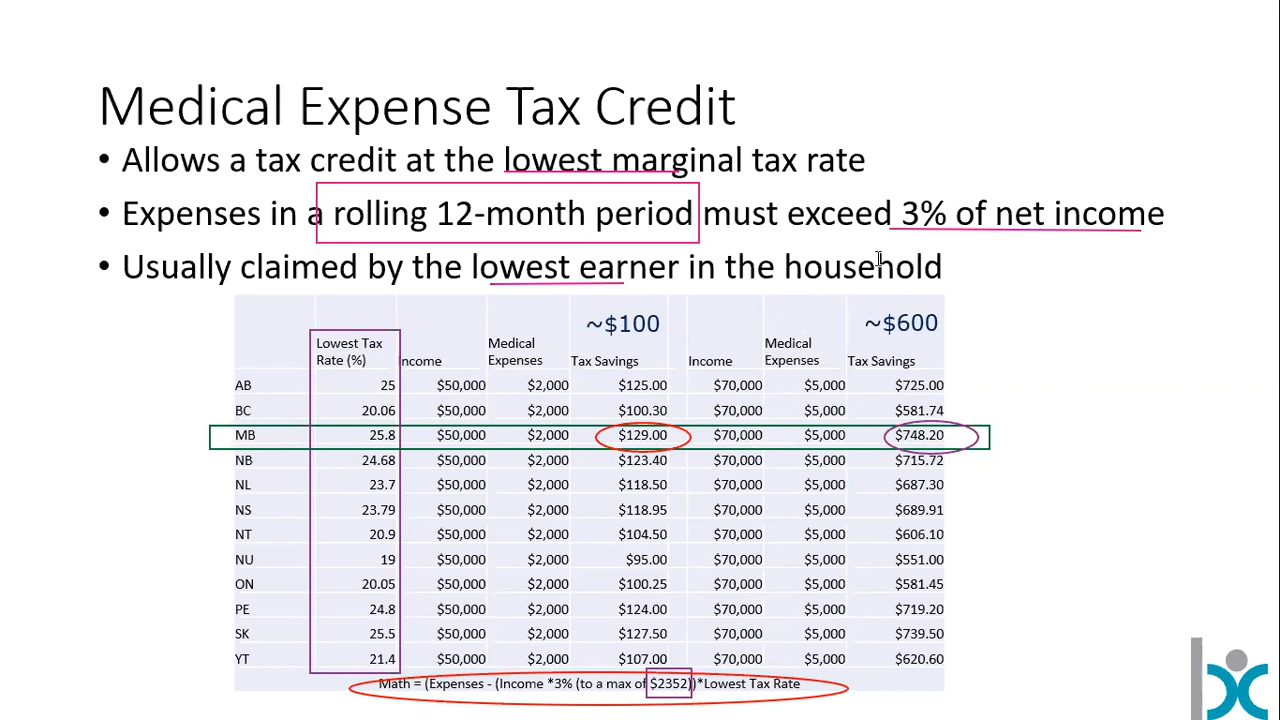 Medical Expense Tax Credit
• Allows a tax credit at the lowest marginal tax rate
• Expenses in a rolling 12-month period must exceed 3% of net income
• Usually claimed by the lowest earner in the household
~$100 ~$600
Lowest Tax Rate (%) Income Medical Expenses Tax Savings Income Medical Expenses Tax Savings
AB 25 $50,000 $2,000 $125.00 $70,000 $5,000 $725.00
BC 20.06 $50,000 $2,000 $100.30 $70,000 $5,000 $581.74
MB 25.8 $50,000 $2,000 $129.00 $70,000 $5,000 $748.20
NB 24.68 $50,000 $2,000 $123.40 $70,000 $5,000 $715.72
NL 23.7 $50,000 $2,000 $118.50 $70,000 $5,000 $687.30
NS 23.79 $50,000 $2,000 $118.95 $70,000 $5,000 $689.91
NT 20.9 $50,000 $2,000 $104.50 $70,000 $5,000 $606.10
NU 19 $50,000 $2,000 $95.00 $70,000 $5,000 $551.00
ON 20.05 $50,000 $2,000 $100.25 $70,000 $5,000 $581.45
PE 24.8 $50,000 $2,000 $124.00 $70,000 $5,000 $719.20
SK 25.5 $50,000 $2,000 $127.50 $70,000 $5,000 $739.50
YT 21.4 $50,000 $2,000 $107.00 $70,000 $5,000 $620.60
Math = (Expenses - (Income *3% (to a max of $2352))*Lowest Tax Rate